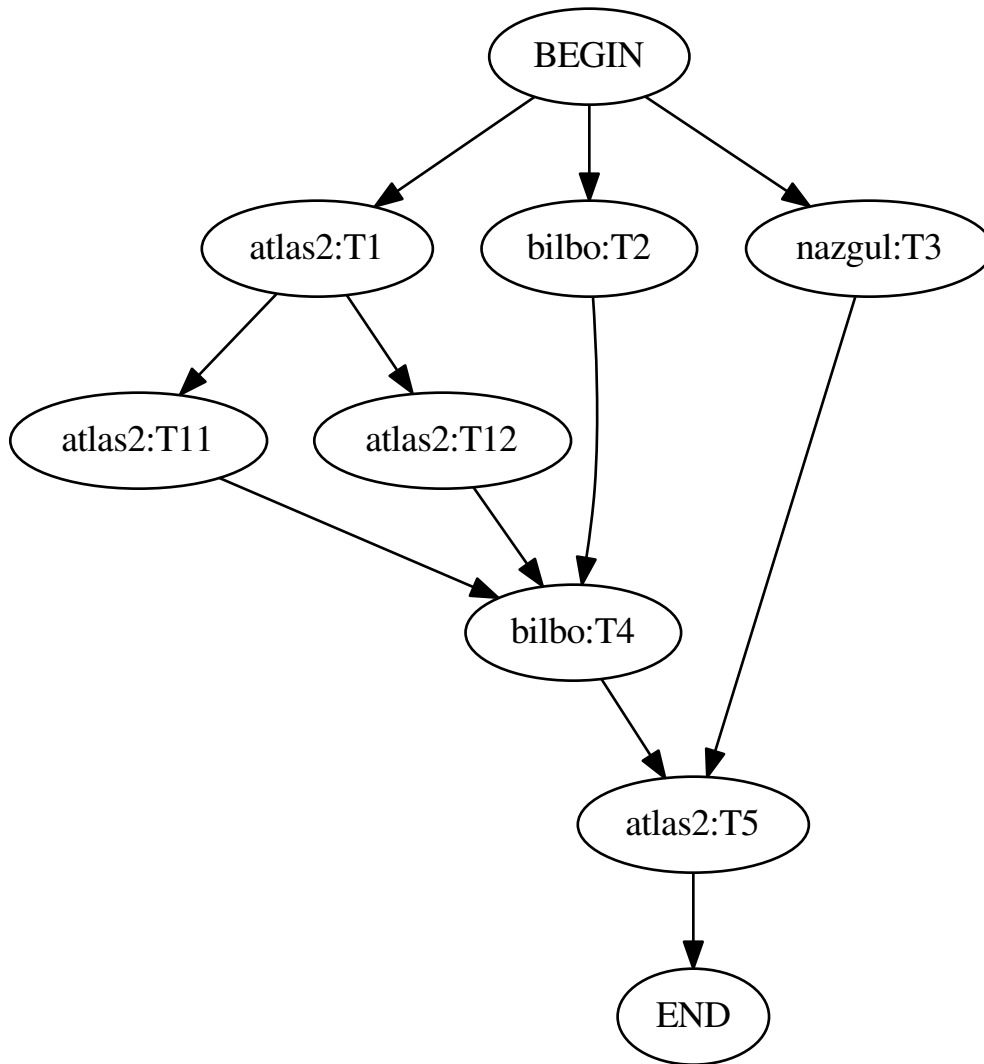 BEGIN
atlas2:T1
bilbo:T2
nazgul:T3
atlas2:T11
atlas2:T12
bilbo:T4
atlas2:T5
END